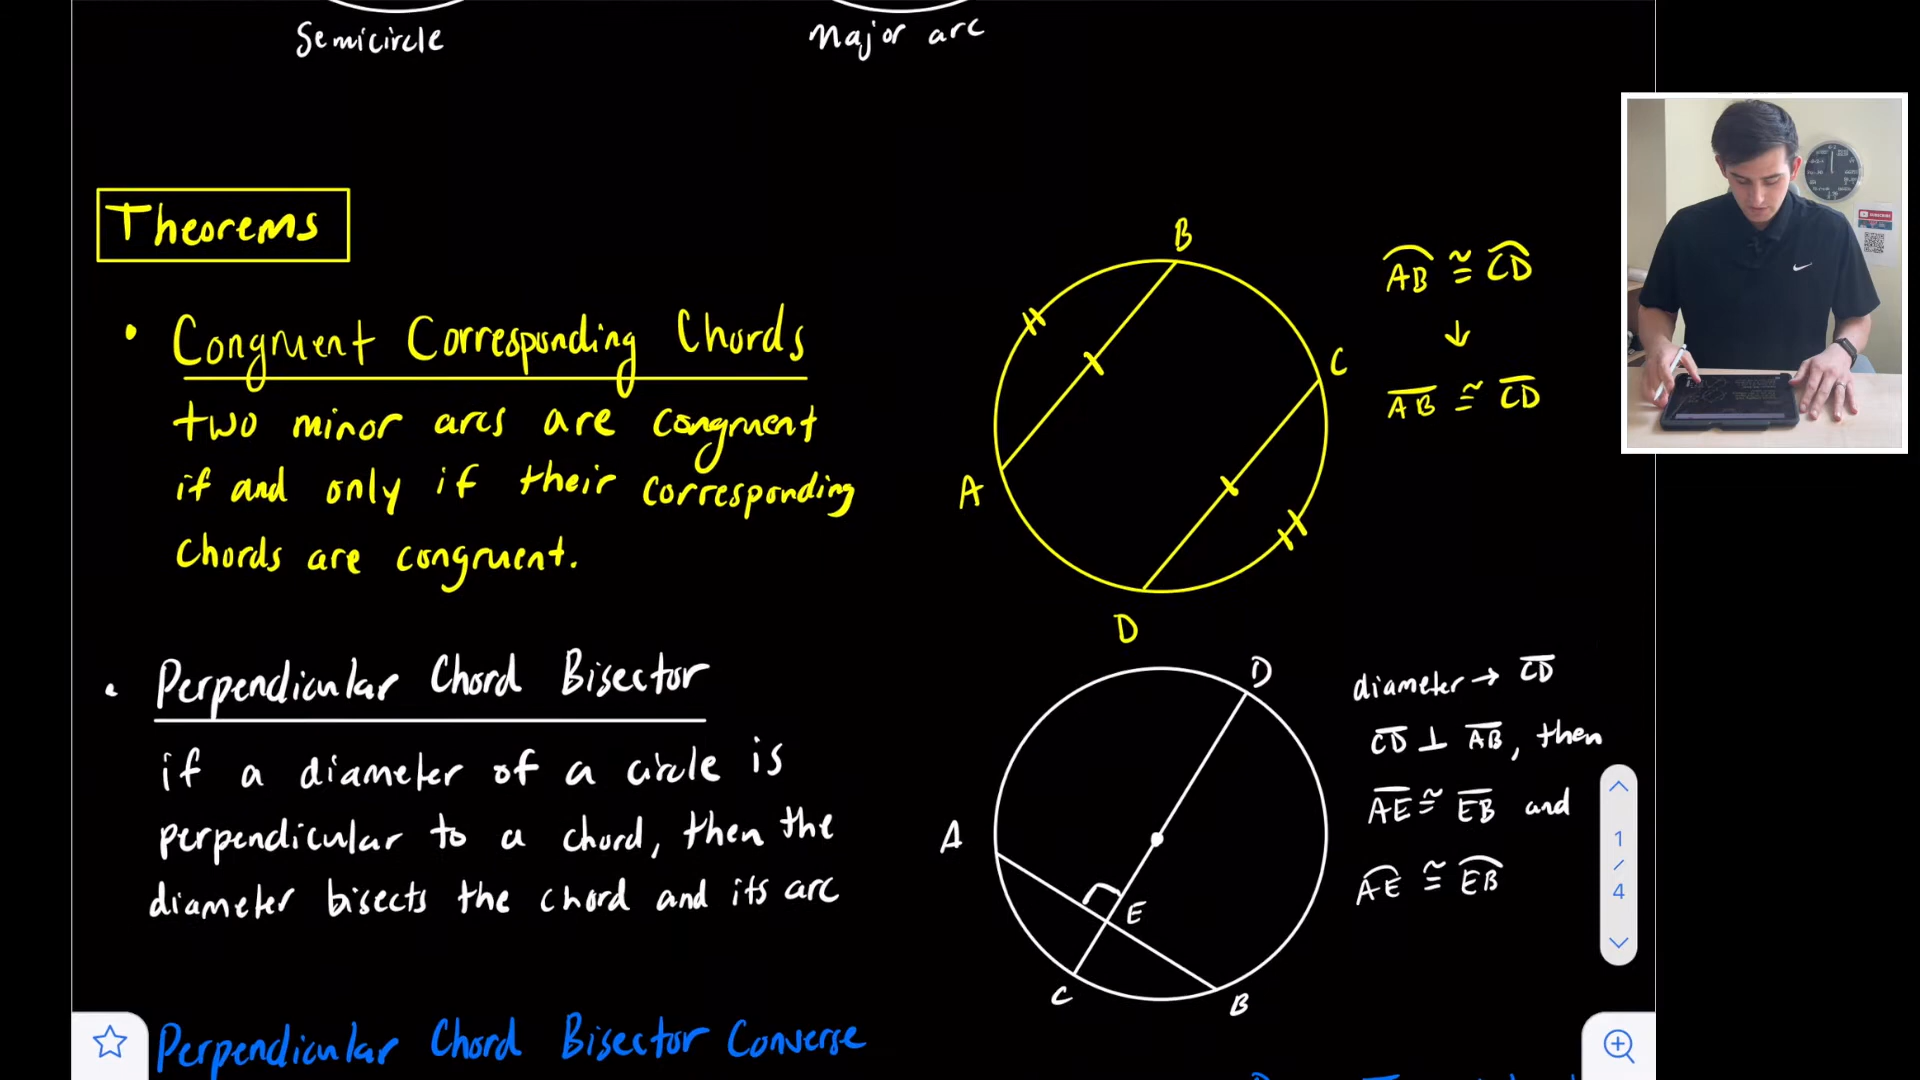 Semicircle
Major arc
Theorems
• Congruent Corresponding Chords
two minor arcs are congruent
if and only if their corresponding
chords are congruent.
B
C
A
D
AB ≅ CD
↓
AB ≅ CD
• Perpendicular Chord Bisector
if a diameter of a circle is
perpendicular to a chord, then the
diameter bisects the chord and its arc
D
A
E
C
B
diameter → CD
CD ⊥ AB, then
AE ≅ EB and
AE ≅ EB
1
/
4
Perpendicular Chord Bisector Converse